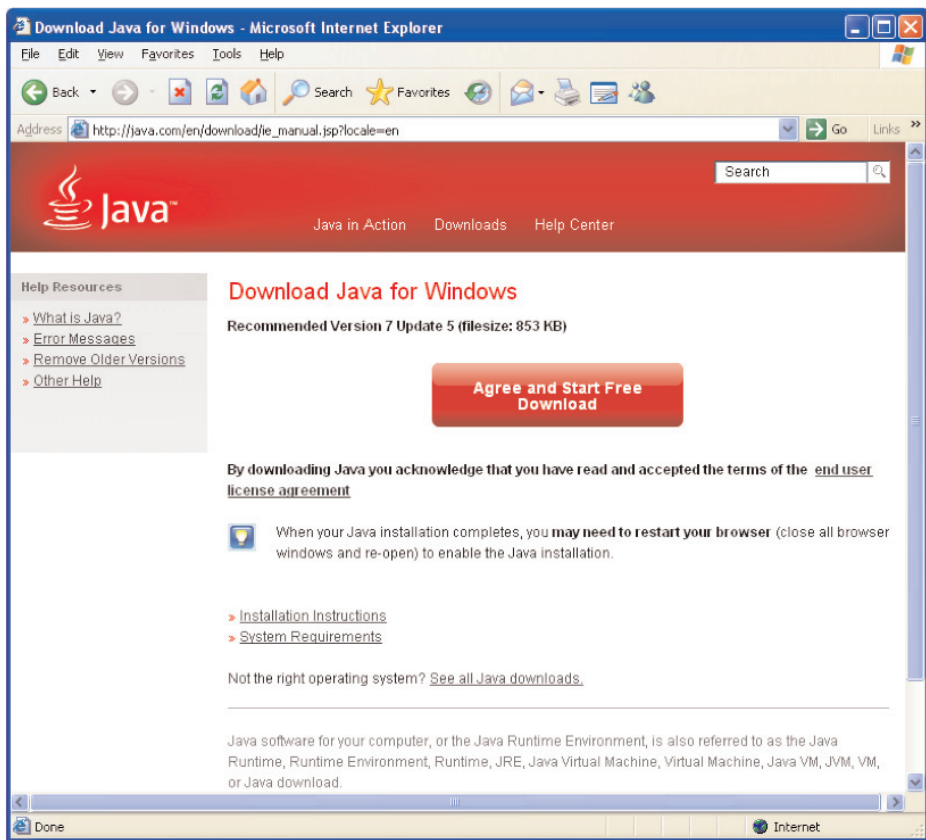 Download Java for Windows - Microsoft Internet Explorer
File Edit View Favorites Tools Help
Back Search Favorites
Address http://java.com/en/download/ie_manual.jsp?locale=en Go Links »
Search
Java™
Java in Action Downloads Help Center
Help Resources
» What is Java?
» Error Messages
» Remove Older Versions
» Other Help
Download Java for Windows
Recommended Version 7 Update 5 (filesize: 853 KB)
Agree and Start Free
Download
By downloading Java you acknowledge that you have read and accepted the terms of the end user
license agreement
When your Java installation completes, you may need to restart your browser (close all browser
windows and re-open) to enable the Java installation.
» Installation Instructions
» System Requirements
Not the right operating system? See all Java downloads.
Java software for your computer, or the Java Runtime Environment, is also referred to as the Java
Runtime, Runtime Environment, Runtime, JRE, Java Virtual Machine, Virtual Machine, Java VM, JVM, VM,
or Java download.
Done Internet